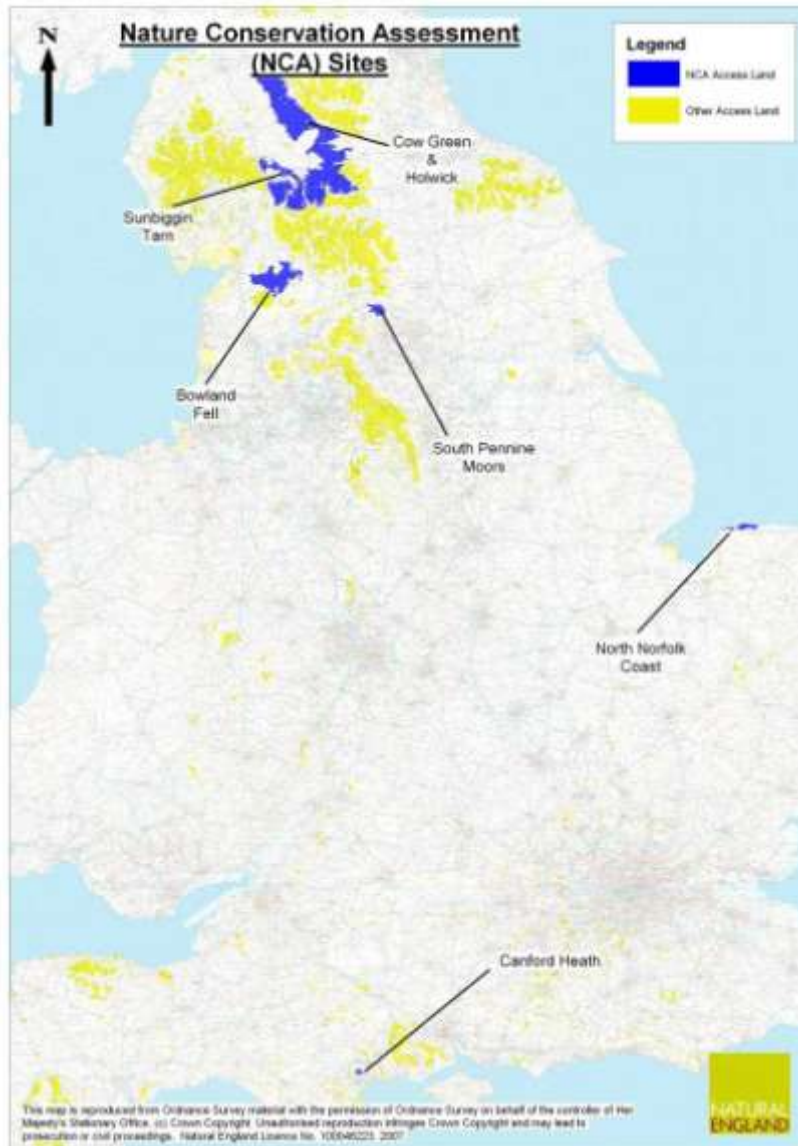 Nature Conservation Assessment
(NCA) Sites
N
Legend
NCA Access Land
Other Access Land
Cow Green
&
Holwick
Sunbiggin
Tarn
Bowland
Fell
South Pennine
Moors
North Norfolk
Coast
Canford Heath
This map is reproduced from Ordnance Survey material with the permission of Ordnance Survey on behalf of the controller of Her
Majesty's Stationary Office, (c) Crown Copyright. Unauthorised reproduction infringes Crown Copyright and may lead to
prosecution or civil proceedings. Natural England Licence No. 2007
NATURAL
ENGLAND